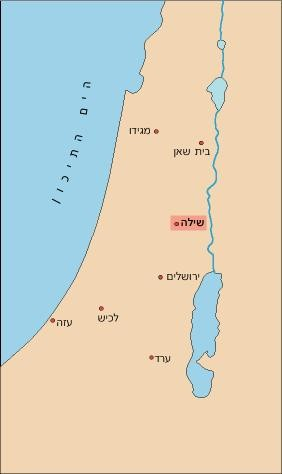 הים התיכון
מגידו
בית שאן
שילה
ירושלים
לכיש
עזה
ערד